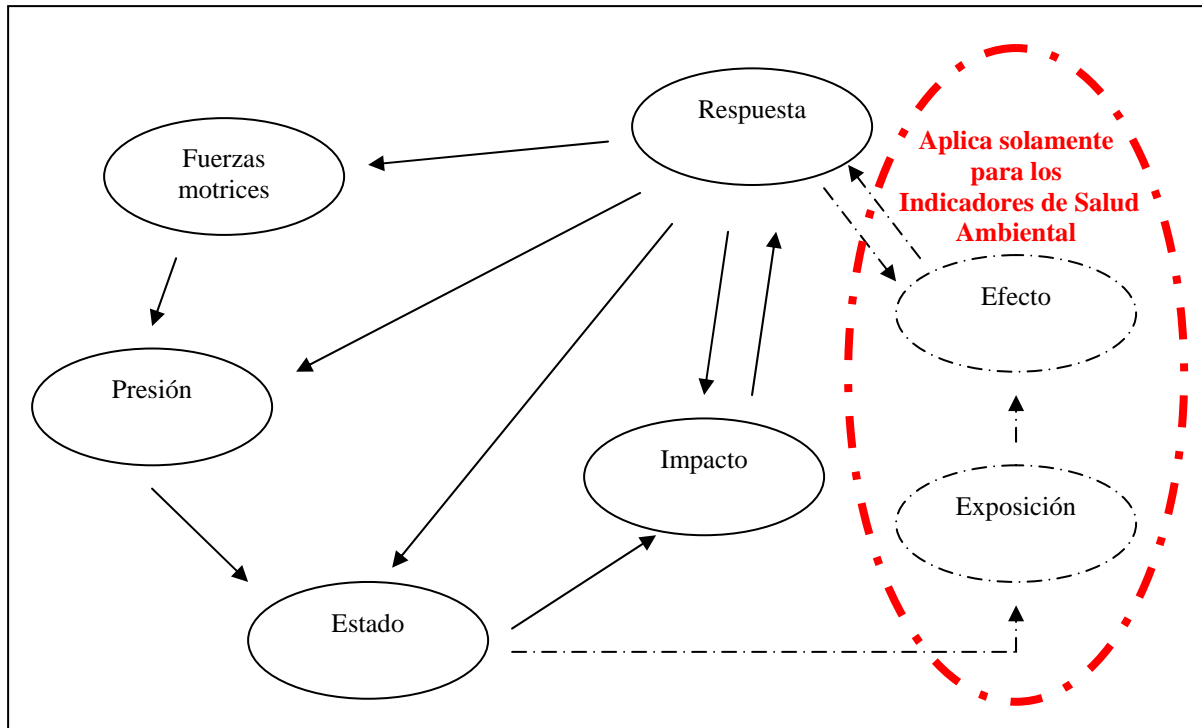 Respuesta
Fuerzas
motrices
Aplica solamente
para los
Indicadores de Salud
Ambiental
Efecto
Presión
Impacto
Exposición
Estado